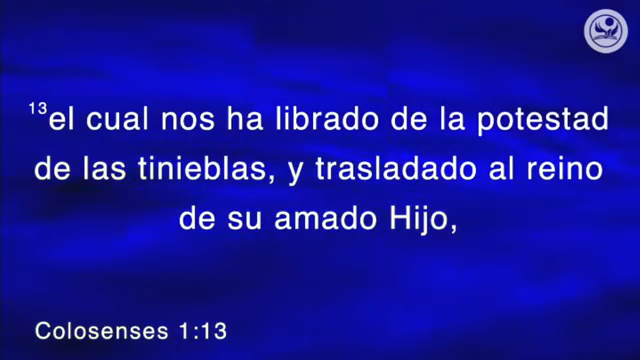 13el cual nos ha librado de la potestad
de las tinieblas, y trasladado al reino
de su amado Hijo,
Colosenses 1:13